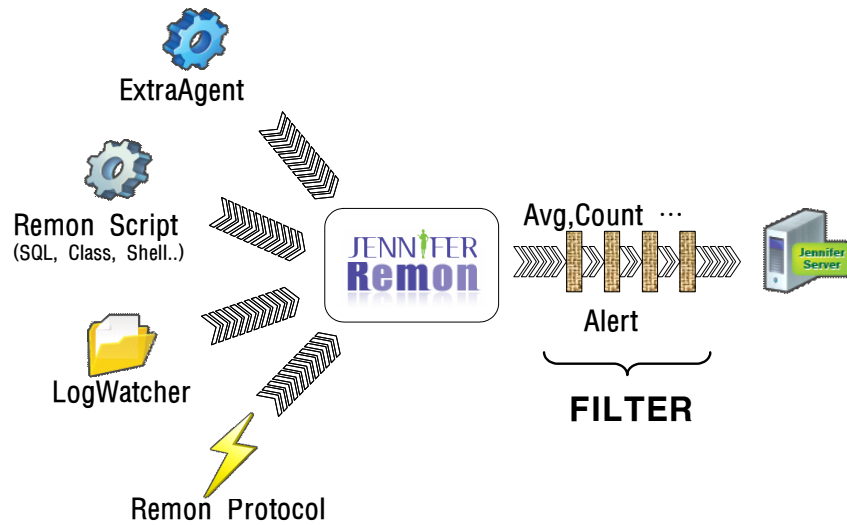 ExtraAgent
Remon Script
(SQL, Class, Shell..)
LogWatcher
Remon Protocol
JENNIFER
Remon
Avg,Count ···
Alert
FILTER
Jennifer
Server